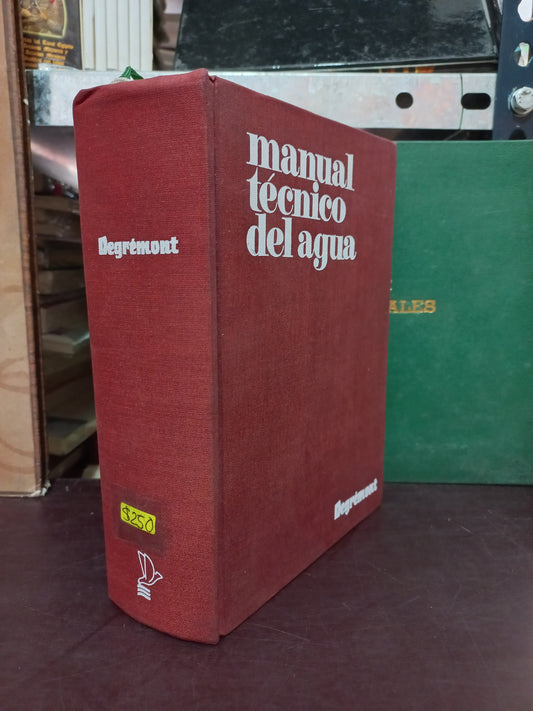 Degrémont
$250
manual
técnico
del agua
Degrémont
ALES